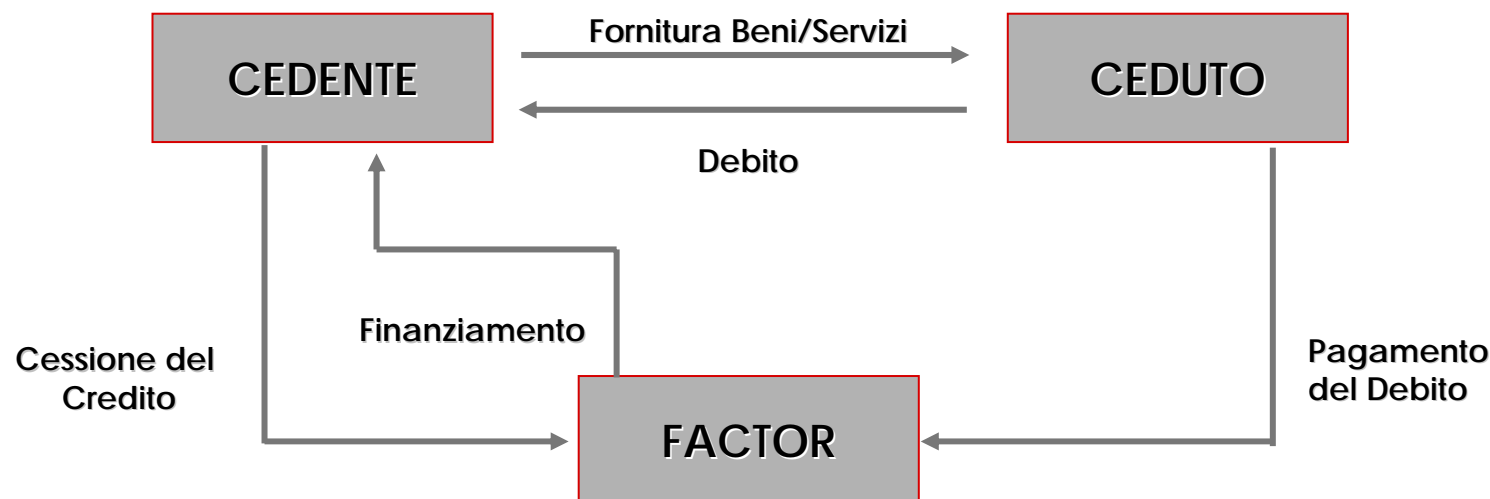 Fornitura Beni/Servizi
CEDENTE
CEDUTO
Debito
Finanziamento
Cessione del
Credito
Pagamento
del Debito
FACTOR